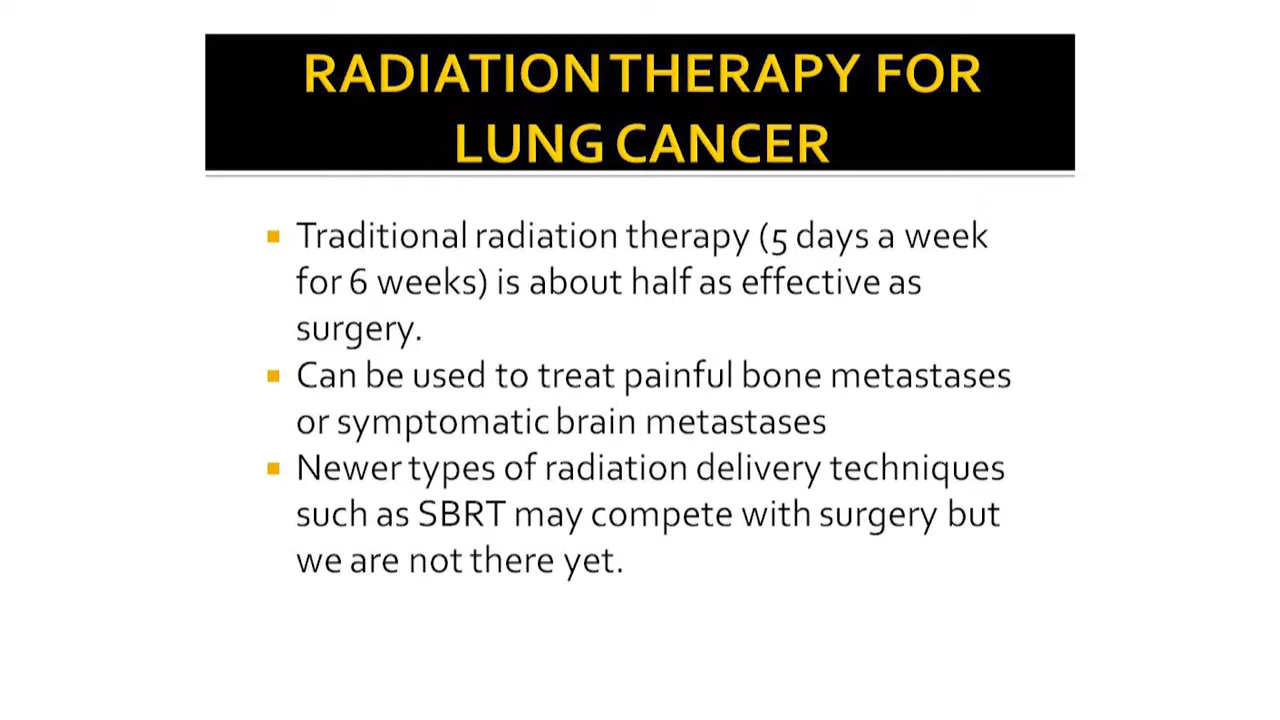 RADIATION THERAPY FOR
LUNG CANCER
▪ Traditional radiation therapy (5 days a week
for 6 weeks) is about half as effective as
surgery.
▪ Can be used to treat painful bone metastases
or symptomatic brain metastases
▪ Newer types of radiation delivery techniques
such as SBRT may compete with surgery but
we are not there yet.